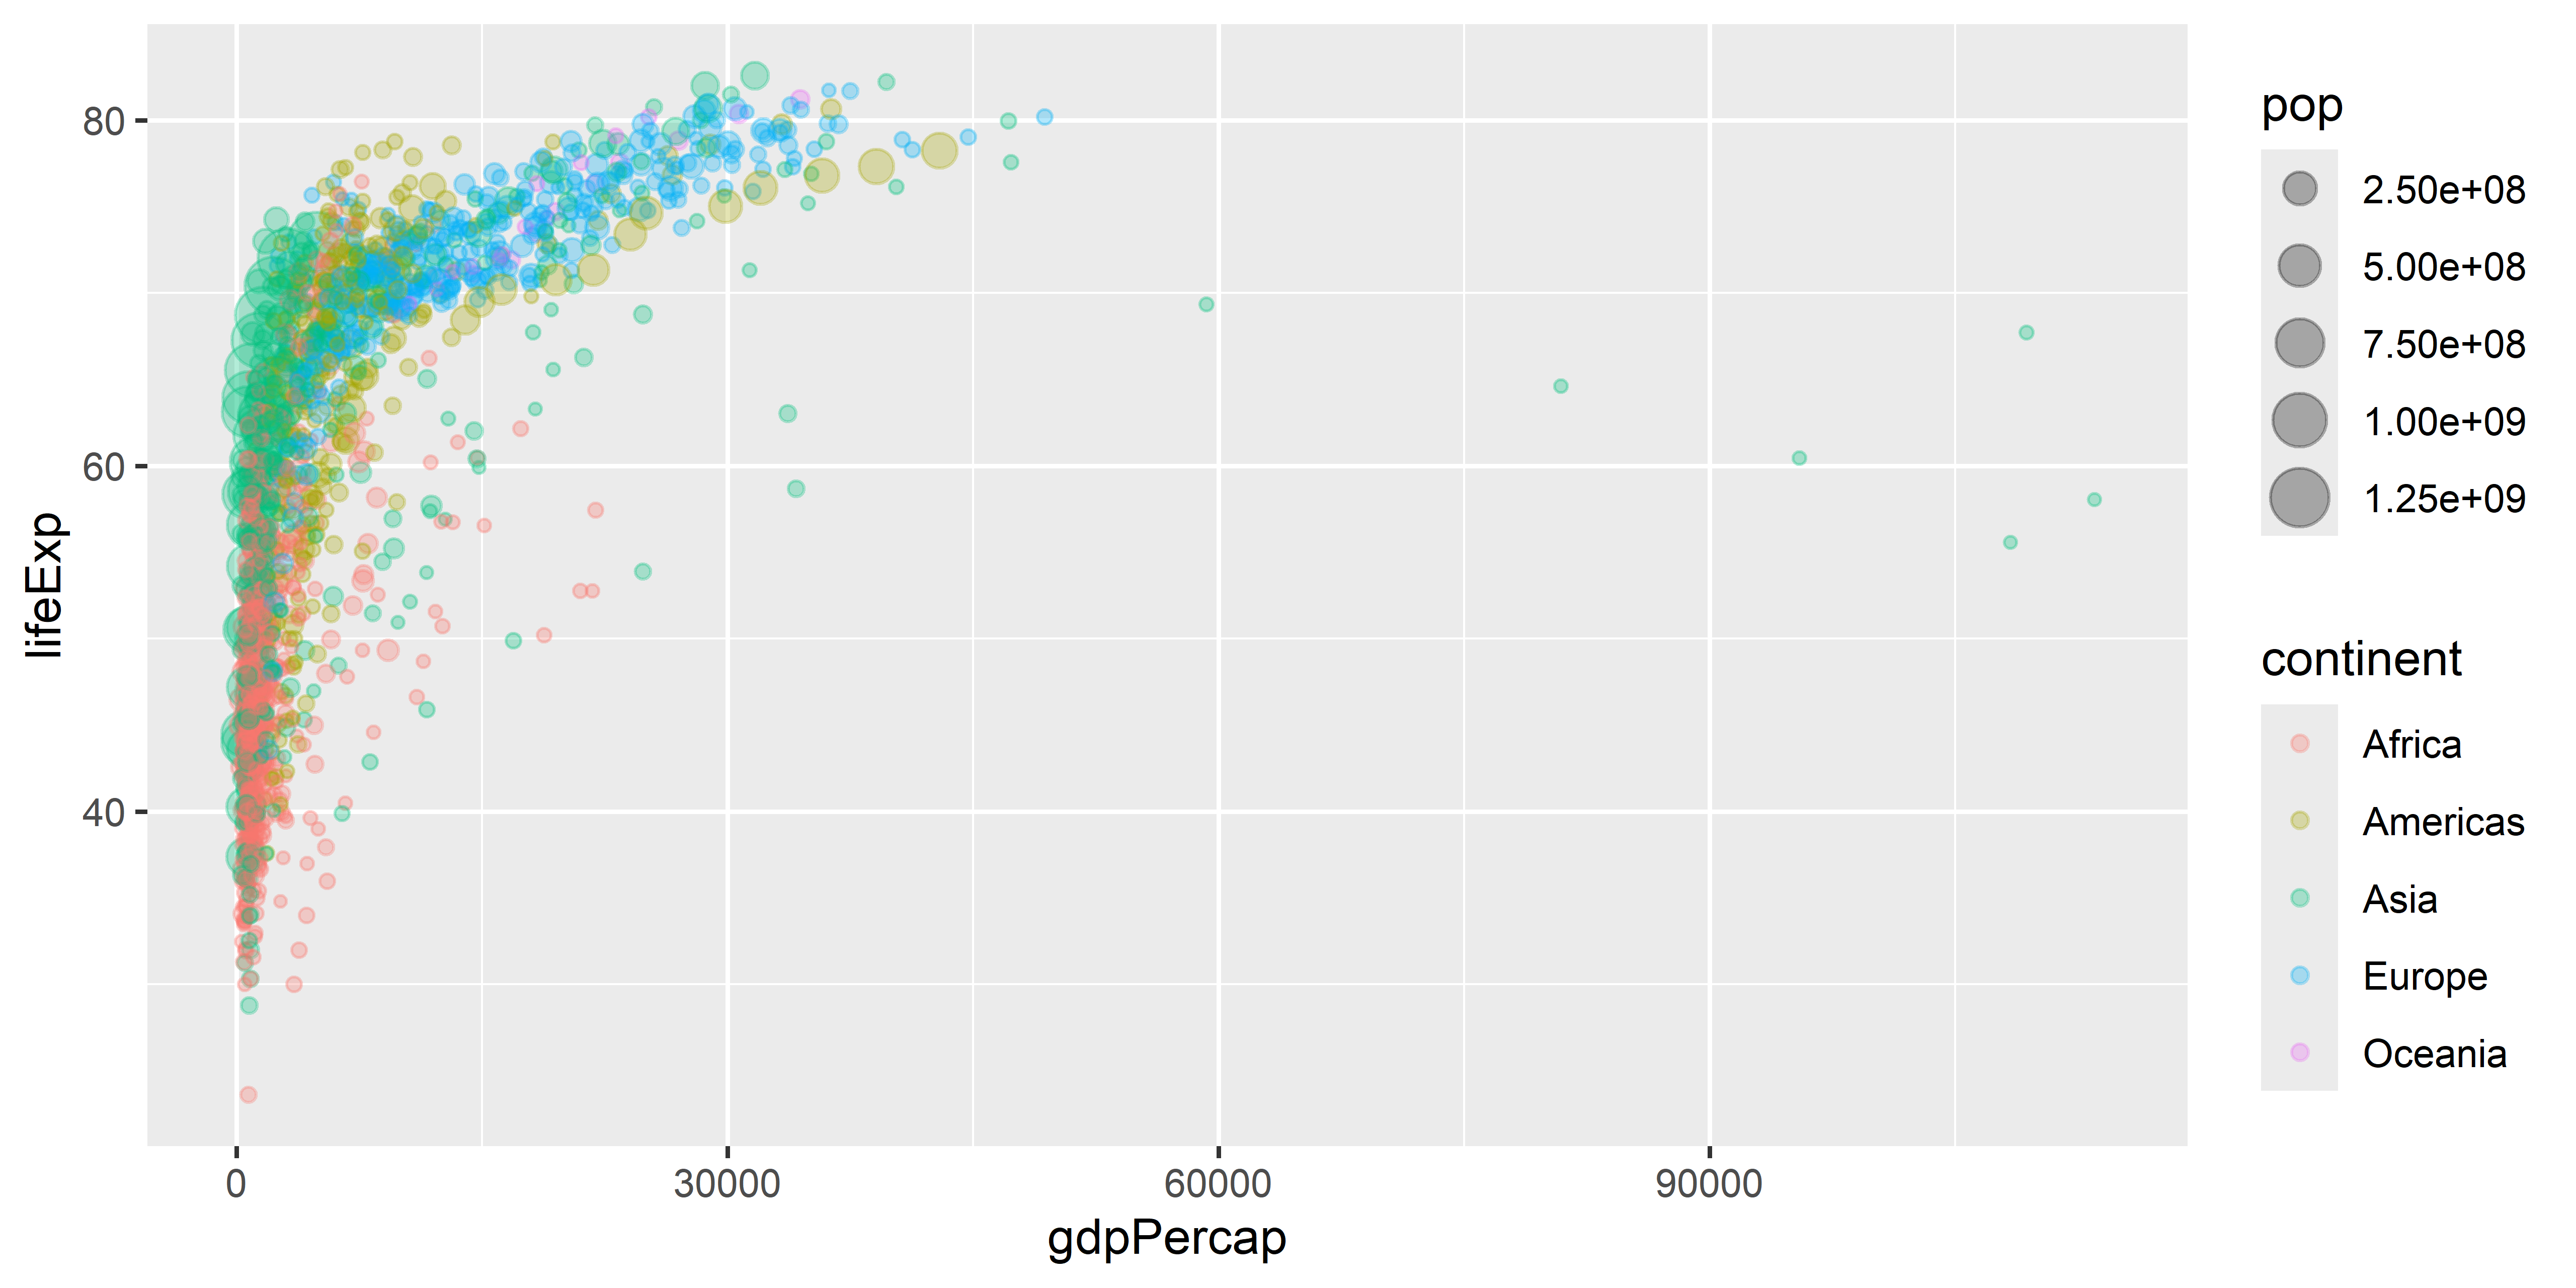 80
60
40
lifeExp
0 30000 60000 90000
gdpPercap
pop
2.50e+08
5.00e+08
7.50e+08
1.00e+09
1.25e+09
continent
Africa
Americas
Asia
Europe
Oceania